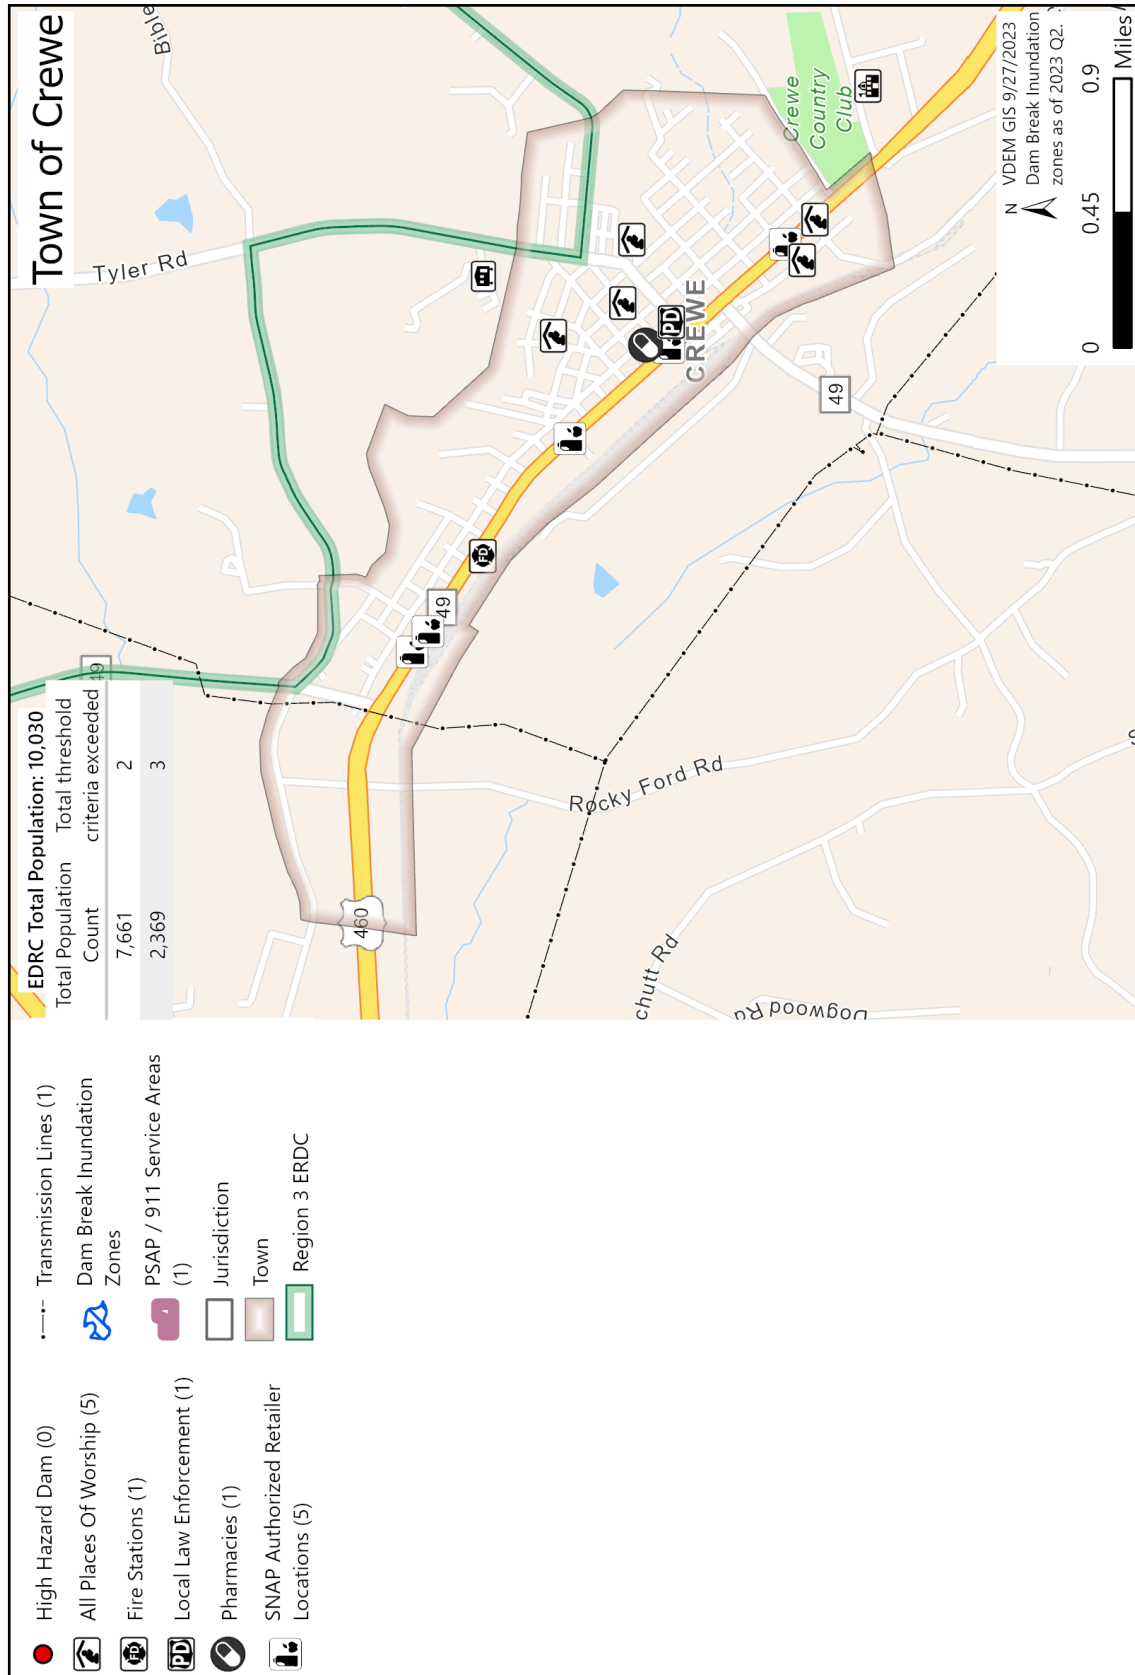 Town of Crewe
EDRC Total Population: 10,030
Total Population Total threshold
Count criteria exceeded
7,661 2
2,369 3
Bible
Tyler Rd
49
Crewe
Country
Club
CREWE
PD
FD
49
49
460
Rocky Ford Rd
chutt Rd
Dogwood Rd
S
N
VDEM GIS 9/27/2023
Dam Break Inundation
zones as of 2023 Q2.
0 0.45 0.9
Miles
High Hazard Dam (0)
All Places Of Worship (5)
FD
Fire Stations (1)
PD
Local Law Enforcement (1)
Pharmacies (1)
SNAP Authorized Retailer
Locations (5)
Transmission Lines (1)
Dam Break Inundation
Zones
PSAP / 911 Service Areas
(1)
Jurisdiction
Town
Region 3 ERDC